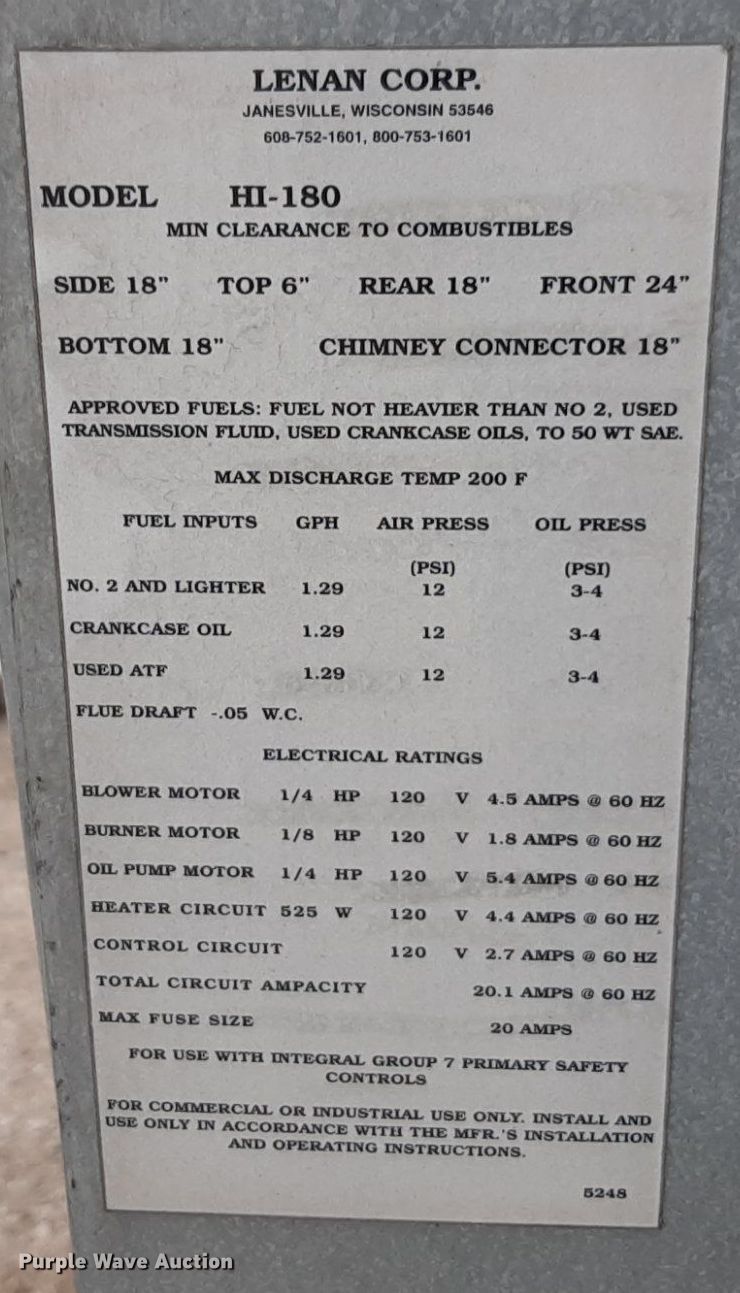 LENAN CORP.
JANESVILLE, WISCONSIN 53546
608-752-1601, 800-753-1601
MODEL HI-180
MIN CLEARANCE TO COMBUSTIBLES
SIDE 18" TOP 6" REAR 18" FRONT 24"
BOTTOM 18" CHIMNEY CONNECTOR 18"
APPROVED FUELS: FUEL NOT HEAVIER THAN NO 2, USED
TRANSMISSION FLUID, USED CRANKCASE OILS, TO 50 WT SAE.
MAX DISCHARGE TEMP 200 F
FUEL INPUTS GPH AIR PRESS OIL PRESS
(PSI) (PSI)
NO. 2 AND LIGHTER 1.29 12 3-4
CRANKCASE OIL 1.29 12 3-4
USED ATF 1.29 12 3-4
FLUE DRAFT -.05 W.C.
ELECTRICAL RATINGS
BLOWER MOTOR 1/4 HP 120 V 4.5 AMPS @ 60 HZ
BURNER MOTOR 1/8 HP 120 V 1.8 AMPS @ 60 HZ
OIL PUMP MOTOR 1/4 HP 120 V 5.4 AMPS @ 60 HZ
HEATER CIRCUIT 525 W 120 V 4.4 AMPS @ 60 HZ
CONTROL CIRCUIT 120 V 2.7 AMPS @ 60 HZ
TOTAL CIRCUIT AMPACITY 20.1 AMPS @ 60 HZ
MAX FUSE SIZE 20 AMPS
FOR USE WITH INTEGRAL GROUP 7 PRIMARY SAFETY
CONTROLS
FOR COMMERCIAL OR INDUSTRIAL USE ONLY. INSTALL AND
USE ONLY IN ACCORDANCE WITH THE MFR.'S INSTALLATION
AND OPERATING INSTRUCTIONS.
5248
Purple Wave Auction